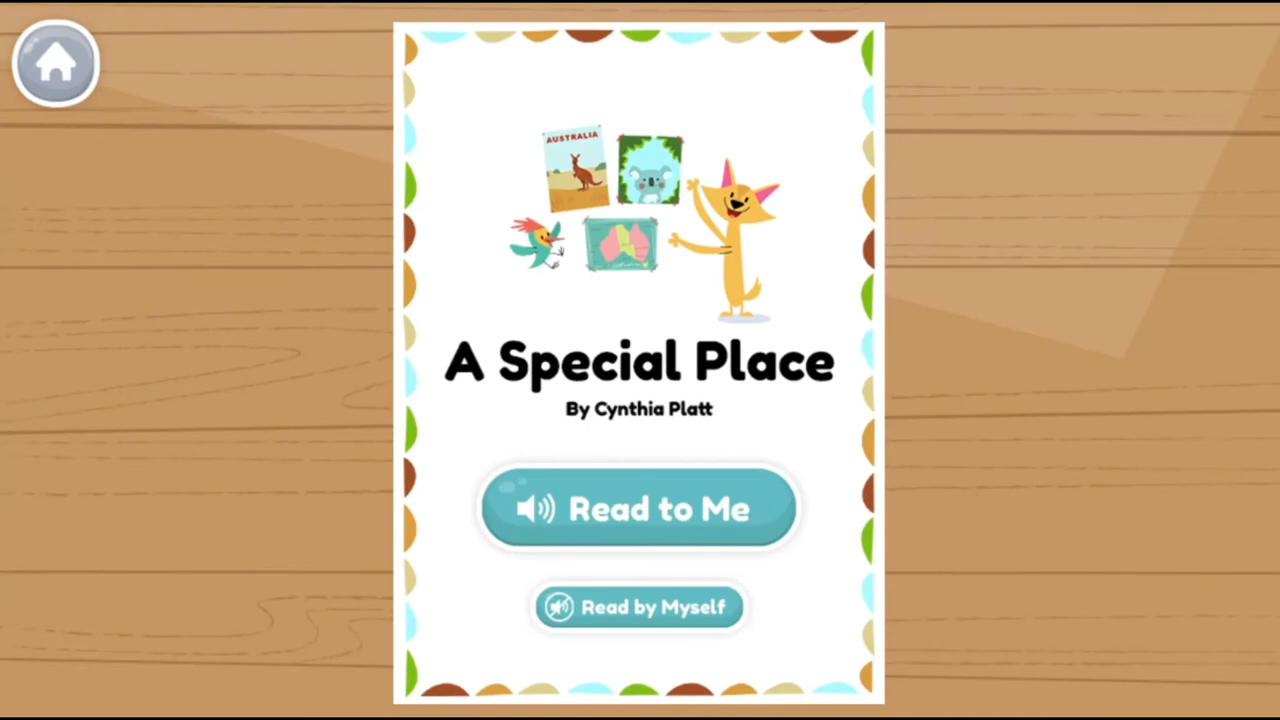 AUSTRALIA
A Special Place
By Cynthia Platt
Read to Me
Read by Myself